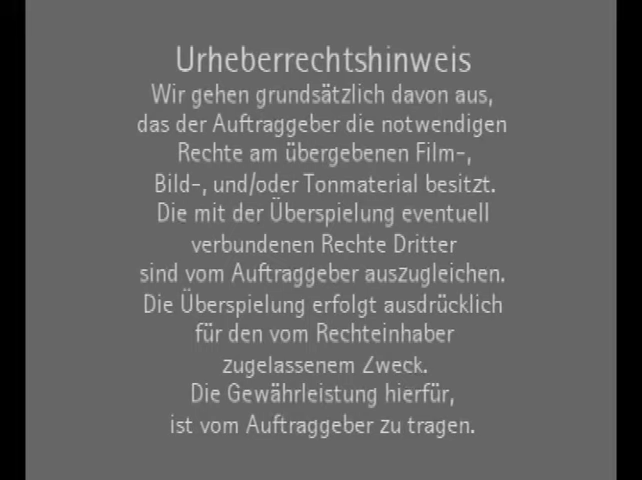 Urheberrechtshinweis
Wir gehen grundsätzlich davon aus,
das der Auftraggeber die notwendigen
Rechte am übergebenen Film-,
Bild-, und/oder Tonmaterial besitzt.
Die mit der Überspielung eventuell
verbundenen Rechte Dritter
sind vom Auftraggeber auszugleichen.
Die Überspielung erfolgt ausdrücklich
für den vom Rechteinhaber
zugelassenem Zweck.
Die Gewährleistung hierfür,
ist vom Auftraggeber zu tragen.